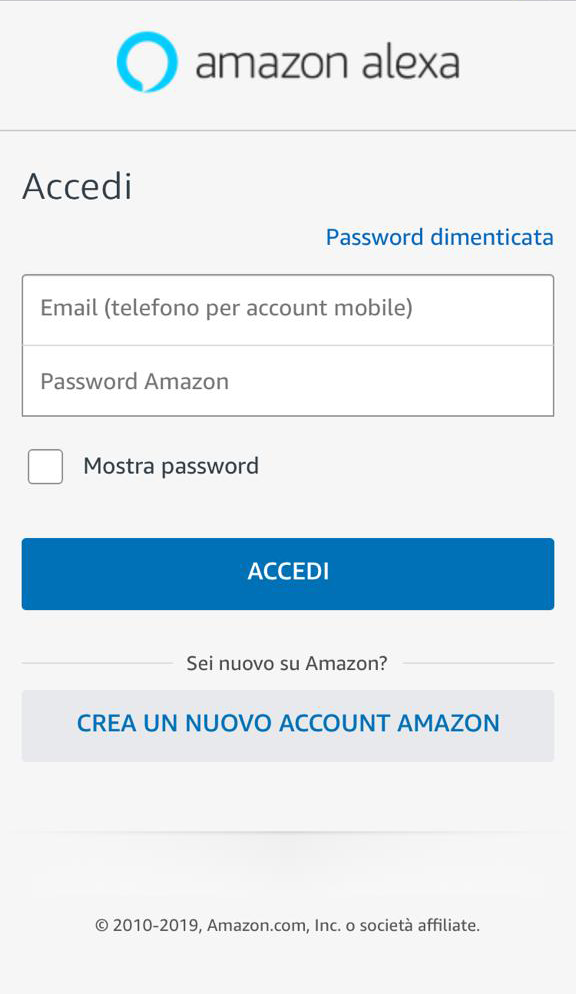 amazon alexa
Accedi
Password dimenticata
Email (telefono per account mobile)
Password Amazon
Mostra password
ACCEDI
Sei nuovo su Amazon?
CREA UN NUOVO ACCOUNT AMAZON
© 2010-2019, Amazon.com, Inc. o società affiliate.